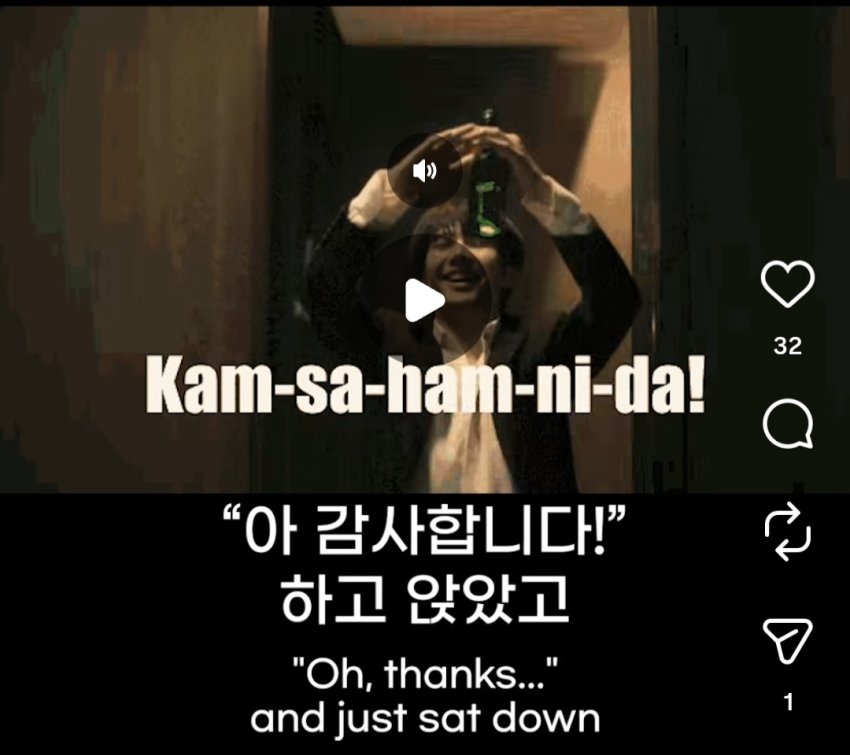 Kam-sa-ham-ni-da!
“아 감사합니다!”
하고 앉았고
"Oh, thanks..."
and just sat down
32
1